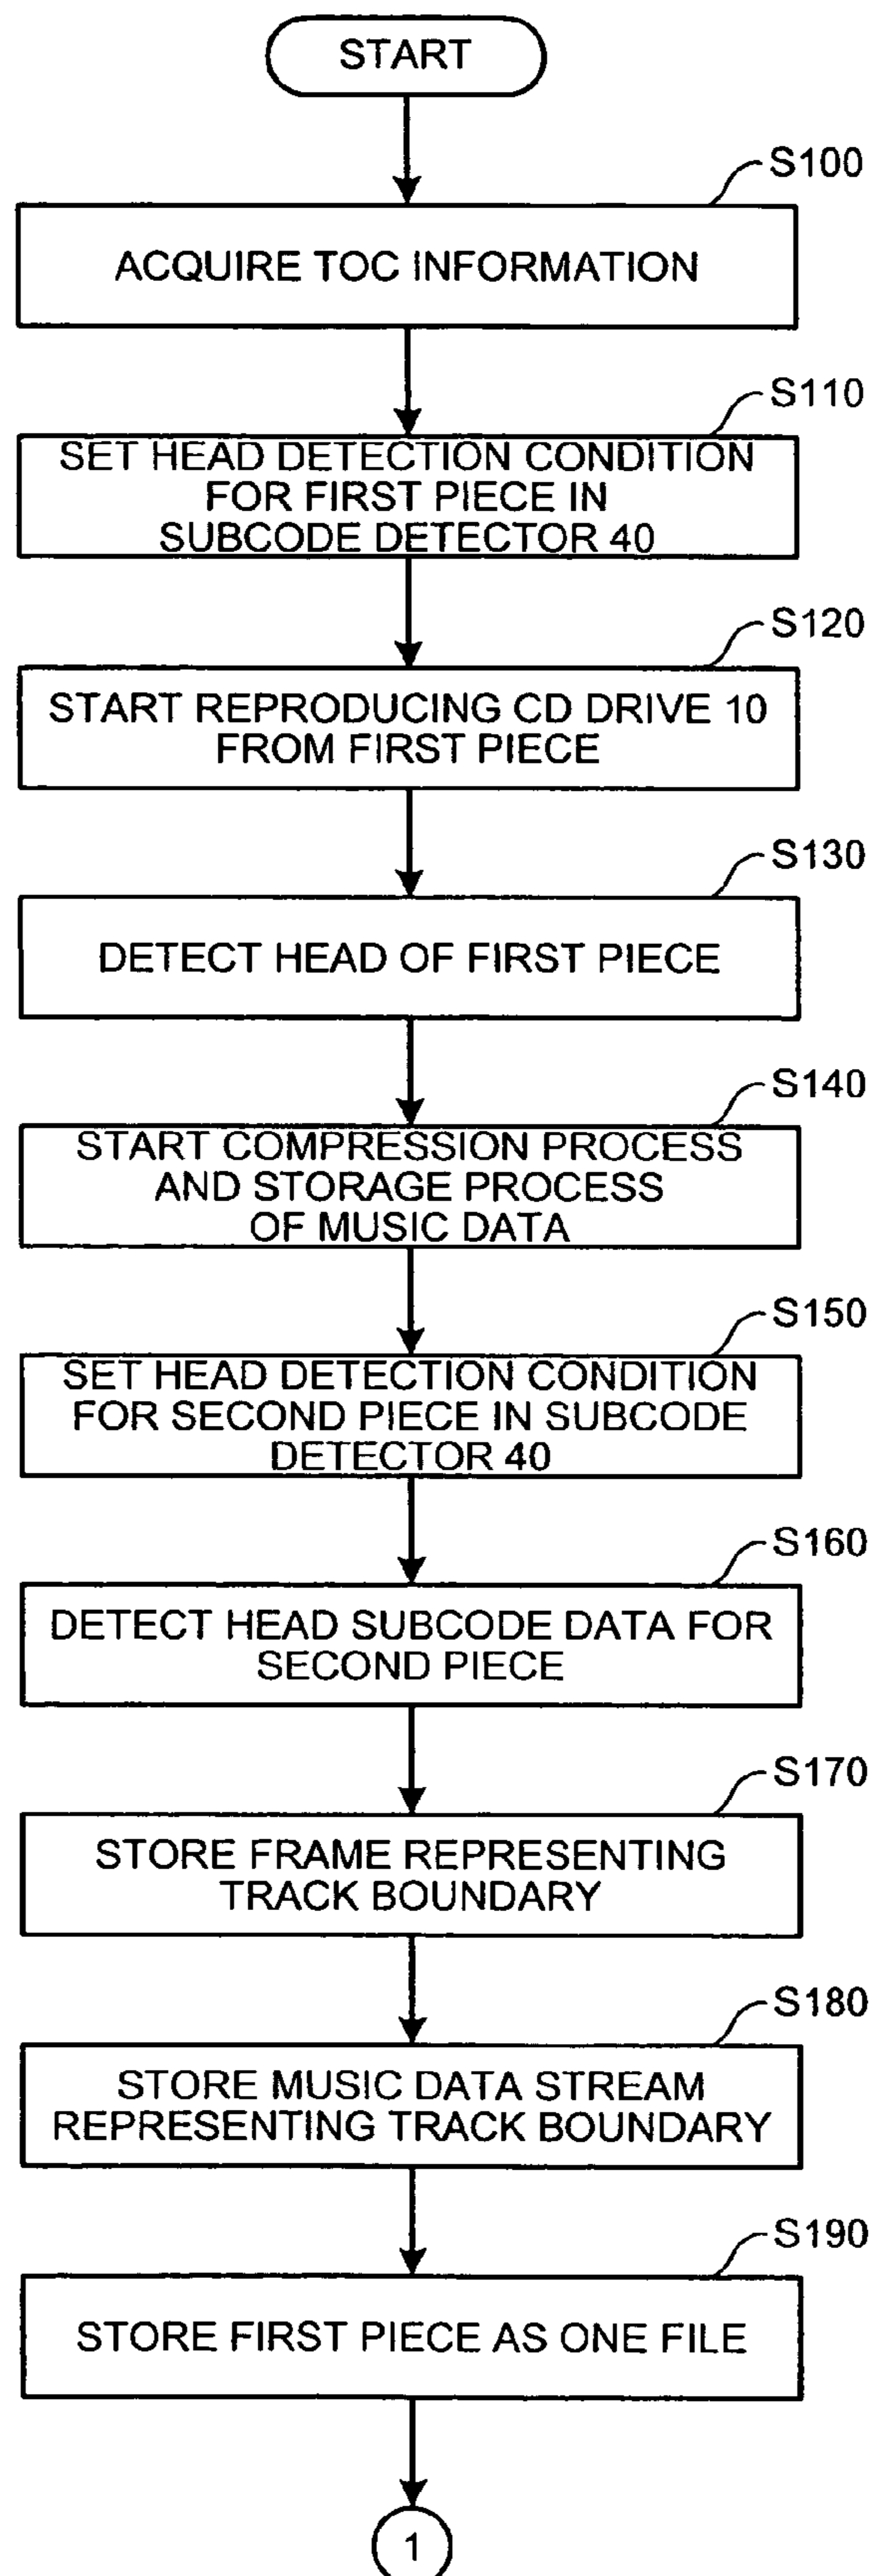 START
S100
ACQUIRE TOC INFORMATION
S110
SET HEAD DETECTION CONDITION
FOR FIRST PIECE IN
SUBCODE DETECTOR 40
S120
START REPRODUCING CD DRIVE 10
FROM FIRST PIECE
S130
DETECT HEAD OF FIRST PIECE
S140
START COMPRESSION PROCESS
AND STORAGE PROCESS
OF MUSIC DATA
S150
SET HEAD DETECTION CONDITION
FOR SECOND PIECE IN SUBCODE
DETECTOR 40
S160
DETECT HEAD SUBCODE DATA FOR
SECOND PIECE
S170
STORE FRAME REPRESENTING
TRACK BOUNDARY
S180
STORE MUSIC DATA STREAM
REPRESENTING TRACK BOUNDARY
S190
STORE FIRST PIECE AS ONE FILE
1